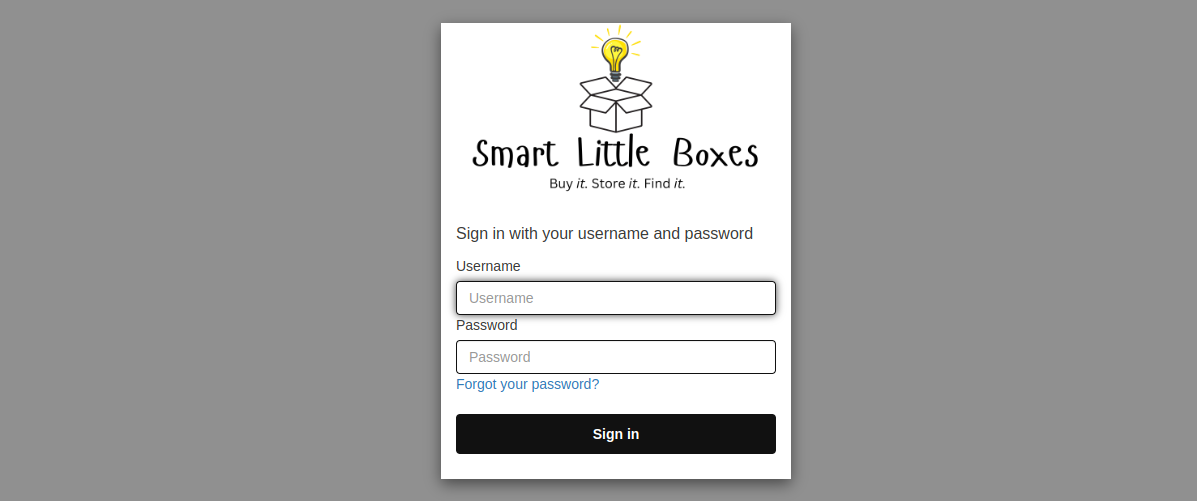 Smart Little Boxes
Buy it. Store it. Find it.
Sign in with your username and password
Username
Username
Password
Password
Forgot your password?
Sign in